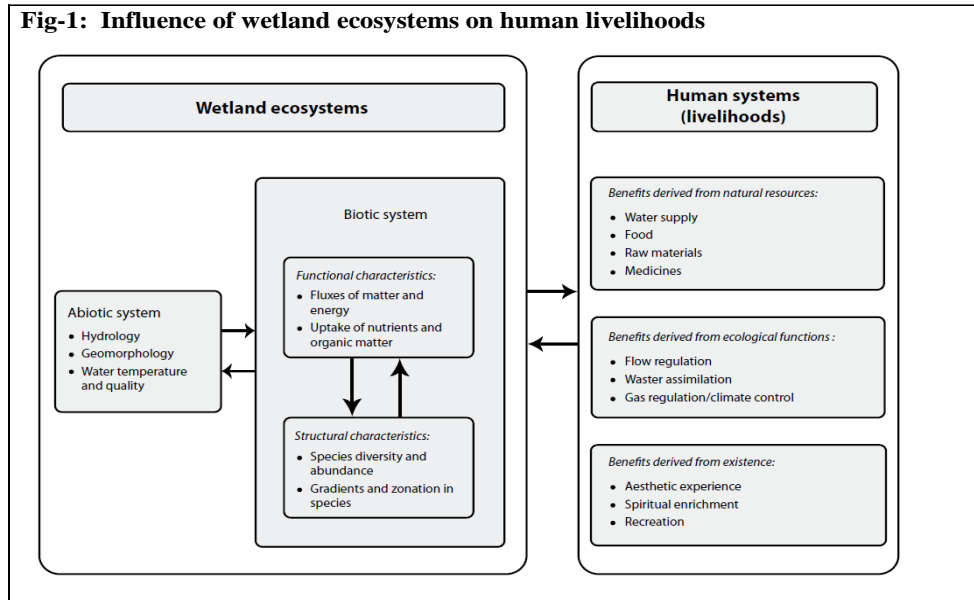 Fig-1: Influence of wetland ecosystems on human livelihoods
Wetland ecosystems
Biotic system
Functional characteristics:
• Fluxes of matter and
energy
• Uptake of nutrients and
organic matter
Abiotic system
• Hydrology
• Geomorphology
• Water temperature
and quality
Structural characteristics:
• Species diversity and
abundance
• Gradients and zonation in
species
Human systems
(livelihoods)
Benefits derived from natural resources:
• Water supply
• Food
• Raw materials
• Medicines
Benefits derived from ecological functions :
• Flow regulation
• Waster assimilation
• Gas regulation/climate control
Benefits derived from existence:
• Aesthetic experience
• Spiritual enrichment
• Recreation